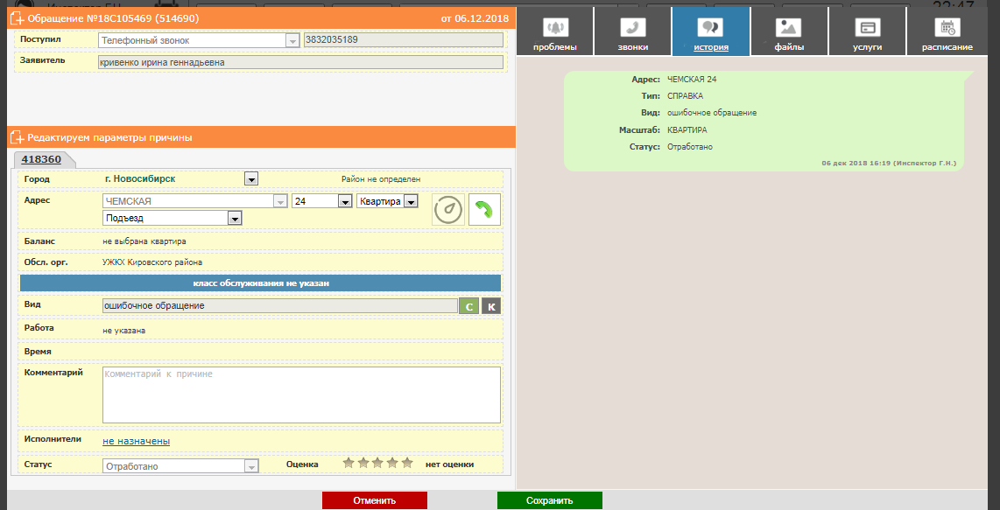 Обращение №18С105469 (514690) от 06.12.2018
Поступил Телефонный звонок 3832035189
Заявитель кривенко ирина геннадьевна
Редактируем параметры причины
418360
Город г. Новосибирск Район не определен
Адрес ЧЕМСКАЯ 24 Квартира
Подъезд
Баланс не выбрана квартира
Обсл. орг. УЖКХ Кировского района
класс обслуживания не указан
Вид ошибочное обращение С К
Работа не указана
Время
Комментарий Комментарий к причине
Исполнители не назначены
Статус Отработано Оценка нет оценки
Отменить Сохранить
проблемы звонки история файлы услуги расписание
Адрес: ЧЕМСКАЯ 24
Тип: СПРАВКА
Вид: ошибочное обращение
Масштаб: КВАРТИРА
Статус: Отработано
06 дек 2018 16:19 (Инспектор Г.Н.)